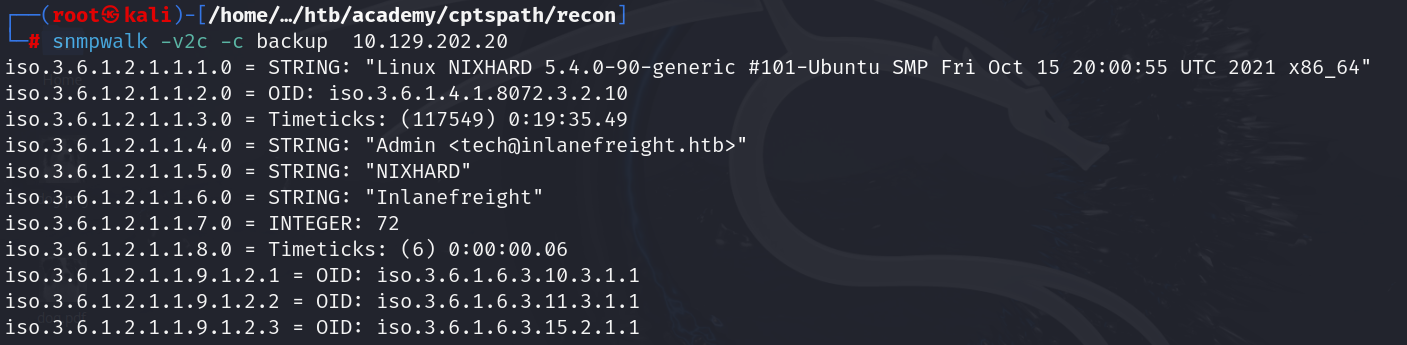 ┌──(root㉿kali)-[/home/…/htb/academy/cptspath/recon]
└─# snmpwalk -v2c -c backup  10.129.202.20
iso.3.6.1.2.1.1.1.0 = STRING: "Linux NIXHARD 5.4.0-90-generic #101-Ubuntu SMP Fri Oct 15 20:00:55 UTC 2021 x86_64"
iso.3.6.1.2.1.1.2.0 = OID: iso.3.6.1.4.1.8072.3.2.10
iso.3.6.1.2.1.1.3.0 = Timeticks: (117549) 0:19:35.49
iso.3.6.1.2.1.1.4.0 = STRING: "Admin <tech@inlanefreight.htb>"
iso.3.6.1.2.1.1.5.0 = STRING: "NIXHARD"
iso.3.6.1.2.1.1.6.0 = STRING: "Inlanefreight"
iso.3.6.1.2.1.1.7.0 = INTEGER: 72
iso.3.6.1.2.1.1.8.0 = Timeticks: (6) 0:00:00.06
iso.3.6.1.2.1.1.9.1.2.1 = OID: iso.3.6.1.6.3.10.3.1.1
iso.3.6.1.2.1.1.9.1.2.2 = OID: iso.3.6.1.6.3.11.3.1.1
iso.3.6.1.2.1.1.9.1.2.3 = OID: iso.3.6.1.6.3.15.2.1.1